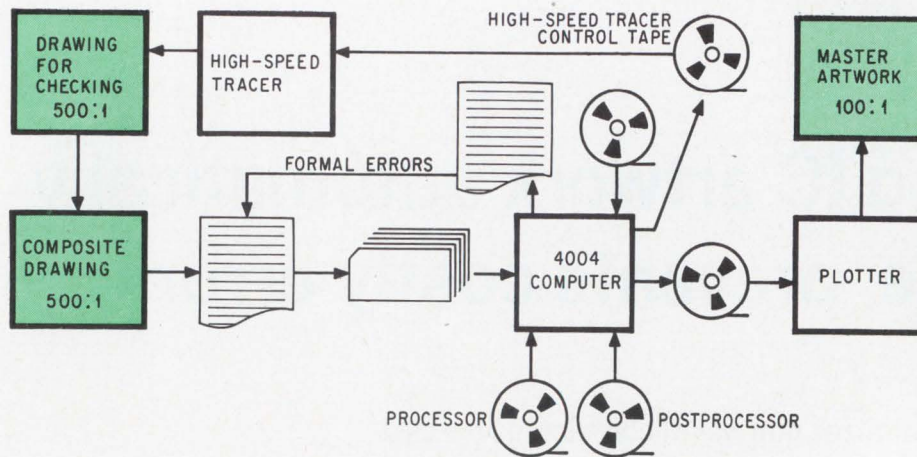 DRAWING
FOR
CHECKING
500:1
HIGH-SPEED
TRACER
HIGH-SPEED TRACER
CONTROL TAPE
MASTER
ARTWORK
100:1
FORMAL ERRORS
COMPOSITE
DRAWING
500:1
4004
COMPUTER
PLOTTER
PROCESSOR
POSTPROCESSOR